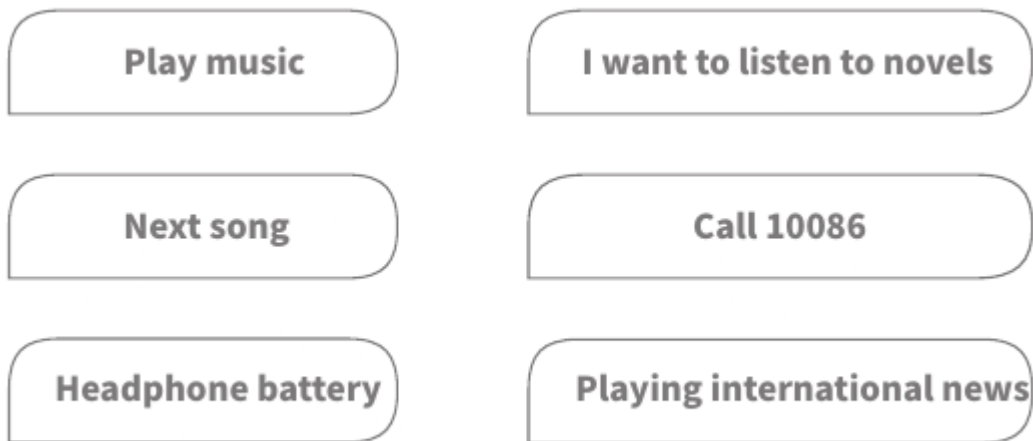 Play music
I want to listen to novels
Next song
Call 10086
Headphone battery
Playing international news